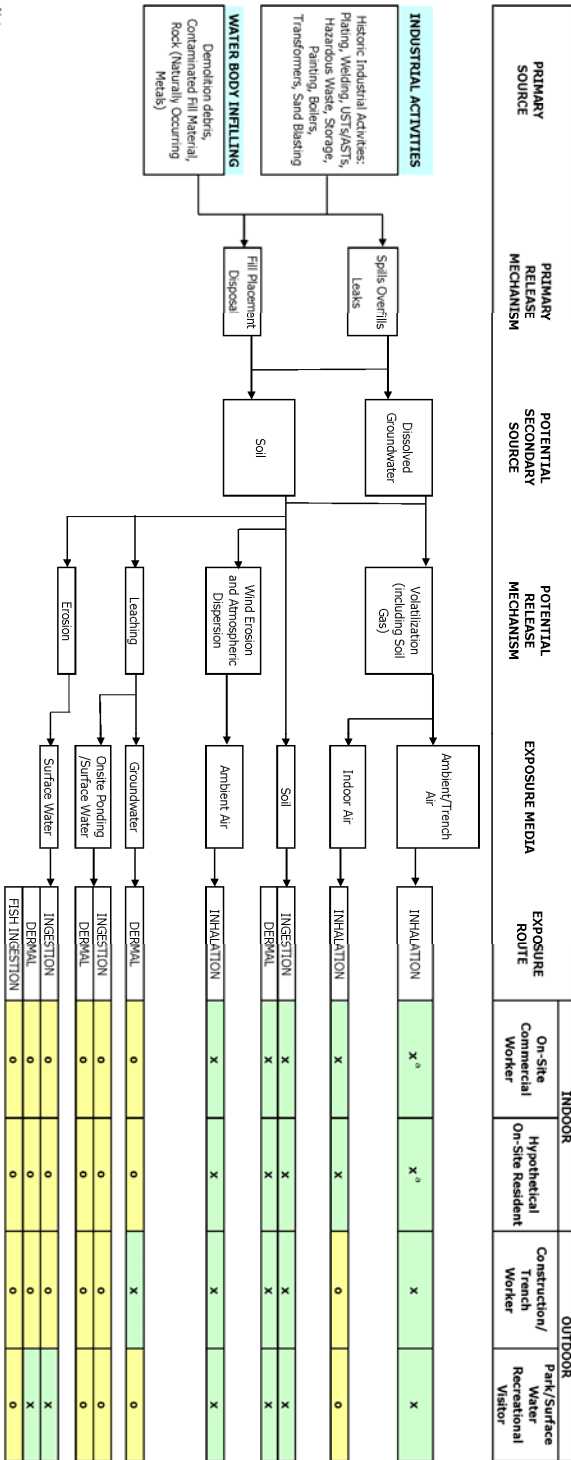 PRIMARY
SOURCE
PRIMARY
RELEASE
MECHANISM
POTENTIAL
SECONDARY
SOURCE
POTENTIAL
RELEASE
MECHANISM
EXPOSURE MEDIA
EXPOSURE
ROUTE
INDOOR
OUTDOOR
On-Site
Commercial
Worker
Hypothetical
On-Site Resident
Construction/
Trench
Worker
Park/Surface
Water
Recreational
Visitor
INDUSTRIAL ACTIVITIES
Historic Industrial Activities:
Plating, Welding, USTs/ASTs,
Hazardous Waste, Storage,
Painting, Boilers,
Transformers, Sand Blasting
WATER BODY INFILLING
Demolition debris,
Contaminated Fill Material,
Rock (Naturally Occurring
Metals)
Spills Overfills
Leaks
Fill Placement
Disposal
Dissolved
Groundwater
Soil
Volatilization
(including Soil
Gas)
Wind Erosion
and Atmospheric
Dispersion
Leaching
Erosion
Ambient/Trench
Air
INHALATION x a x a x x
Indoor Air
INHALATION x x o o
Soil
INGESTION x x x x
DERMAL x x x x
Ambient Air
INHALATION x x x x
Groundwater
DERMAL o o x o
Onsite Ponding
/Surface Water
INGESTION o o o o
DERMAL o o o o
Surface Water
INGESTION o o o x
DERMAL o o o x
FISH INGESTION o o o o